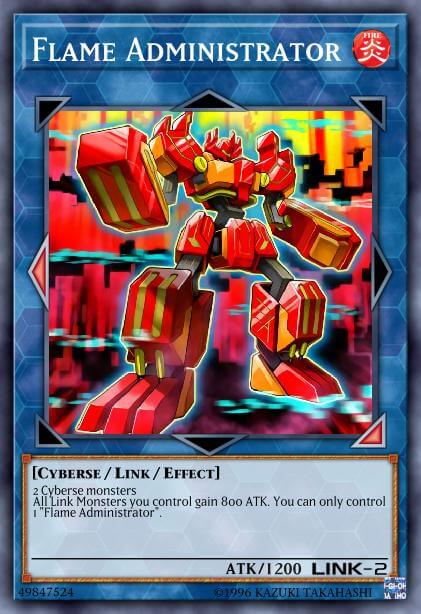 FLAME ADMINISTRATOR
FIRE
炎
[CYBERSE / LINK / EFFECT]
2 Cyberse monsters
All Link Monsters you control gain 800 ATK. You can only control
1 "Flame Administrator".
ATK/1200 LINK-2
49847524
©1996 KAZUKI TAKAHASHI